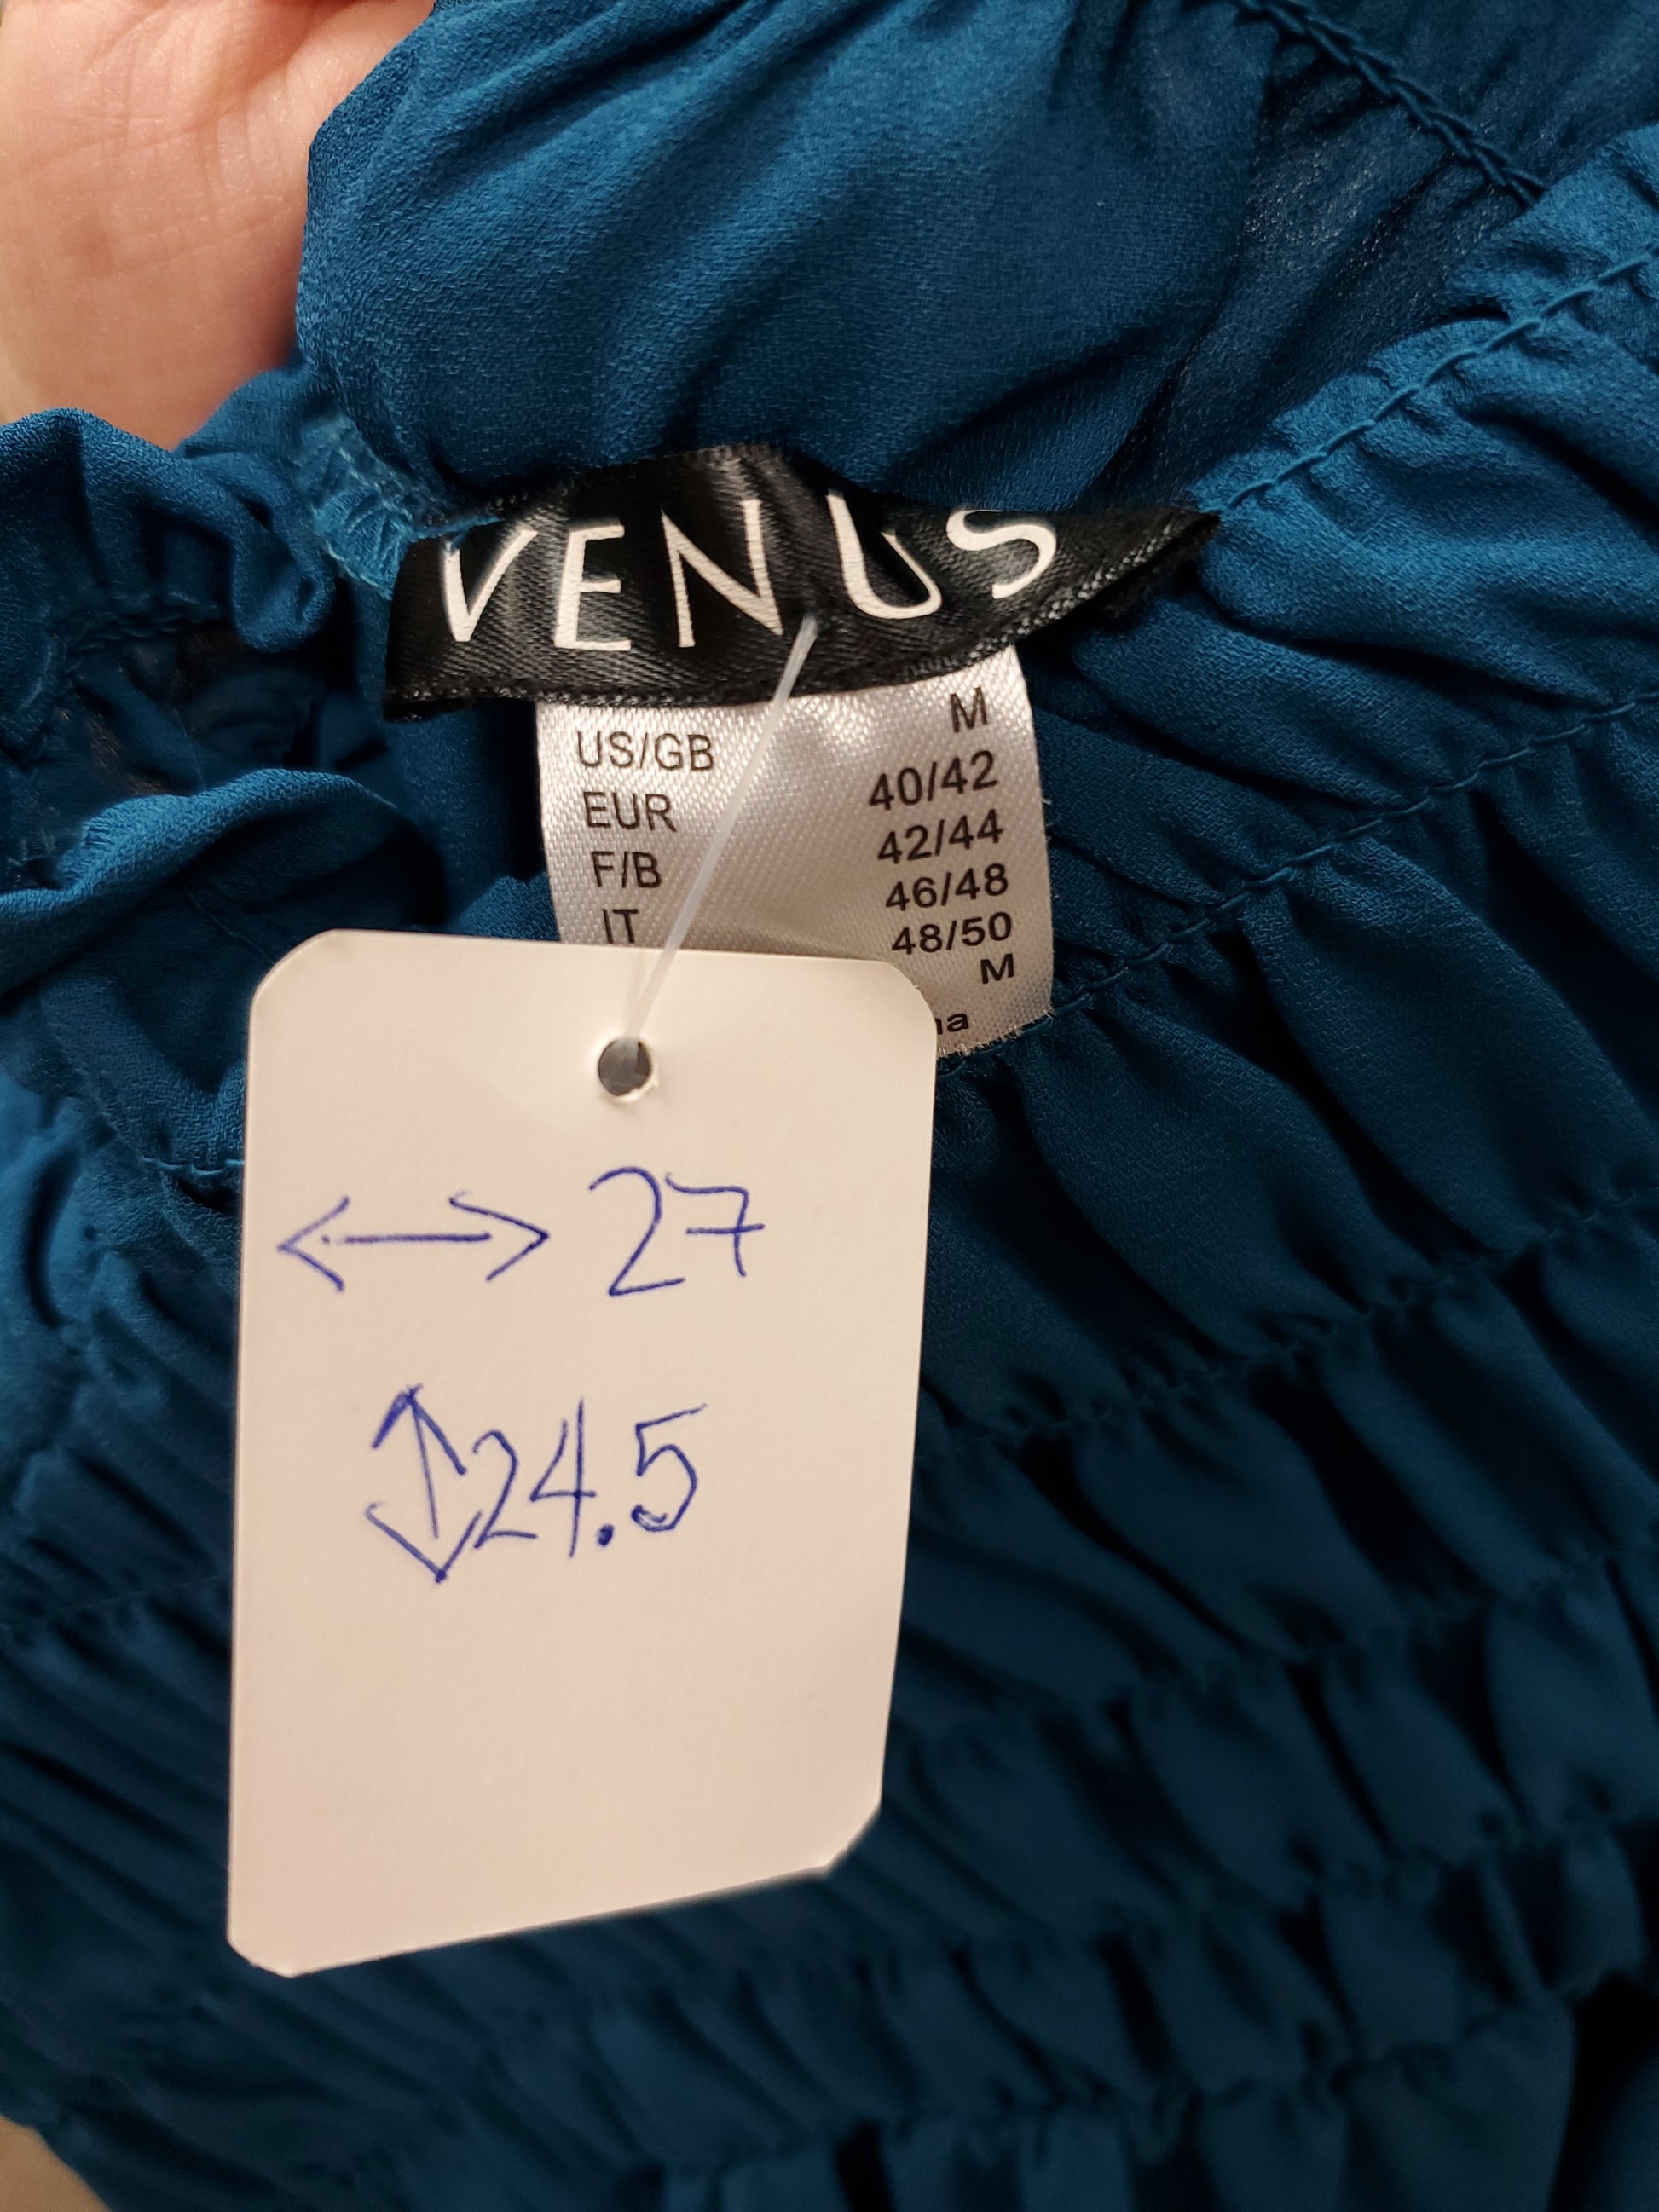 VENUS
US/GB M
EUR 40/42
F/B 42/44
IT 46/48
48/50
M
27
24.5